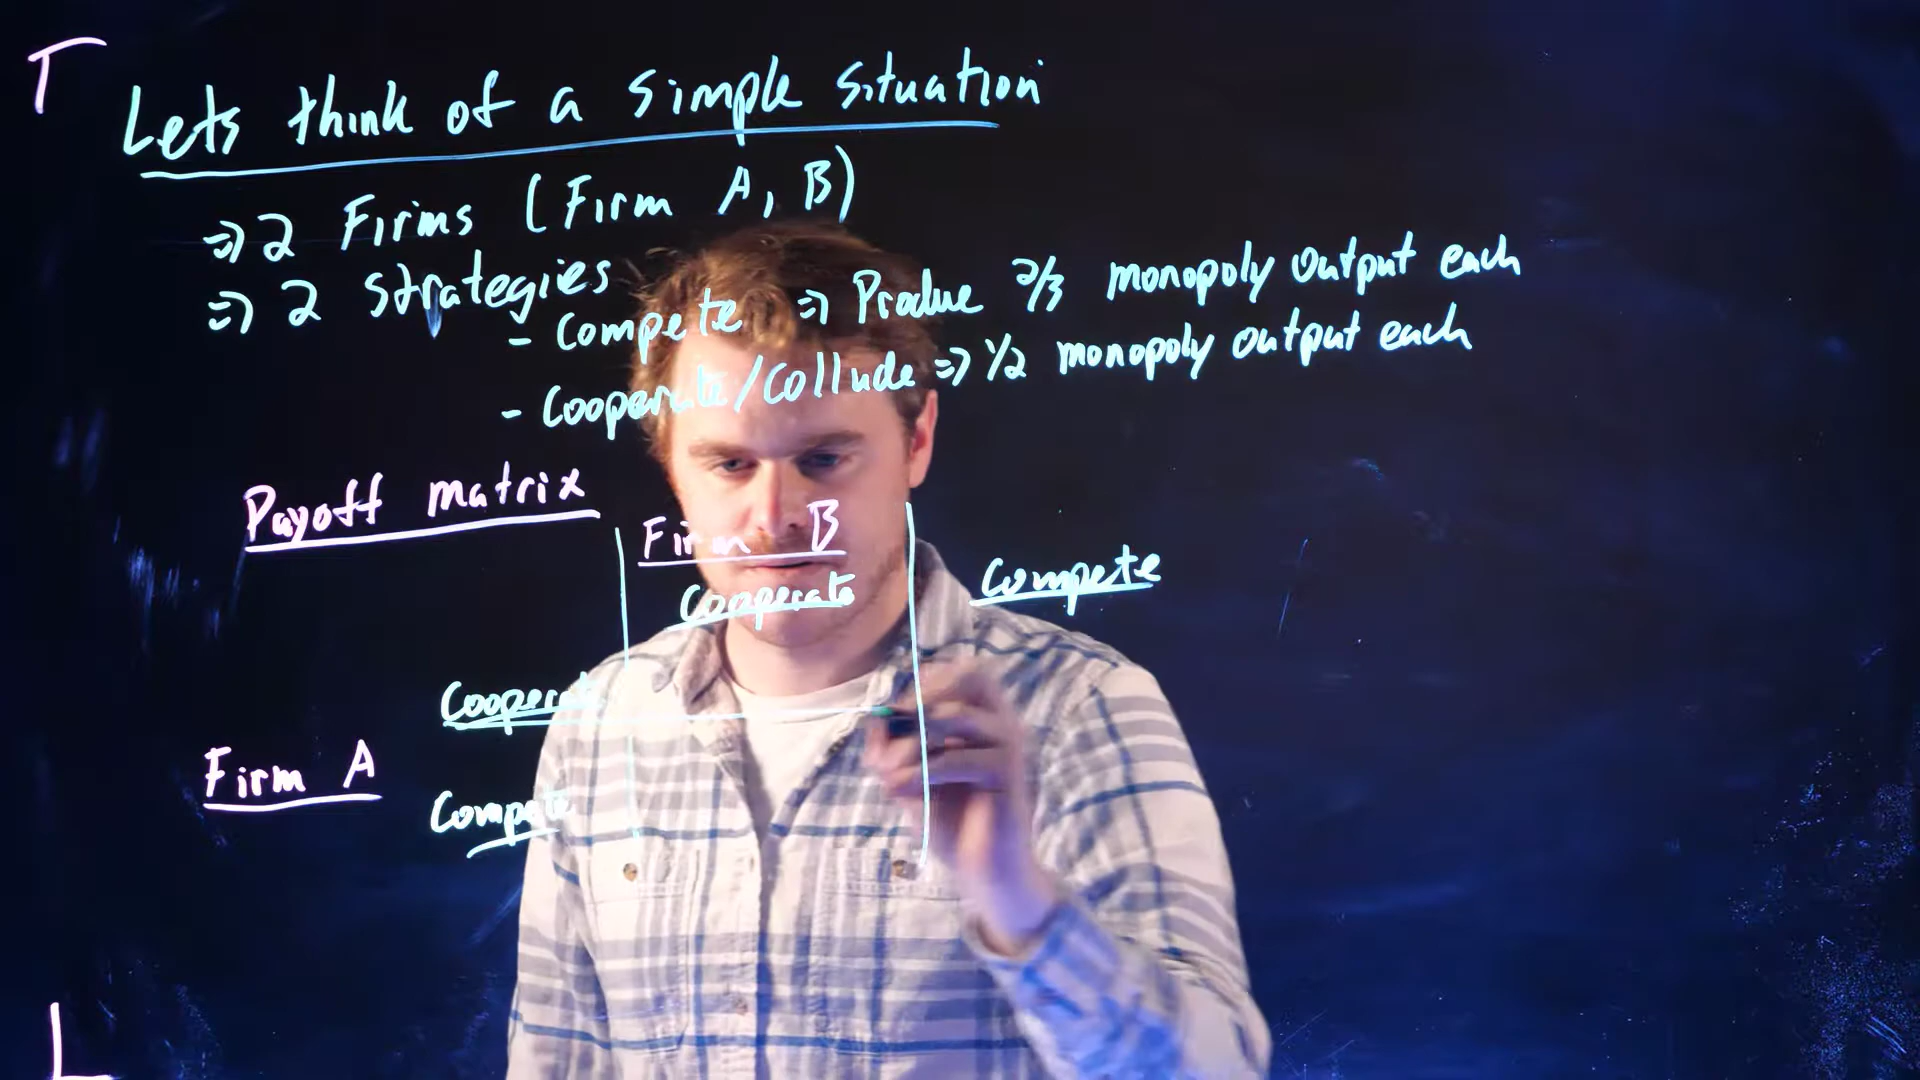 Lets think of a simple situation
⇒ 2 Firms (Firm A, B)
⇒ 2 Strategies
- Compete ⇒ Produe 2/3 monopoly output each
- Cooperate/Collude ⇒ 1/2 monopoly output each
Payoff matrix
Firm B
Cooperate Compete
Cooperate
Firm A
Compete